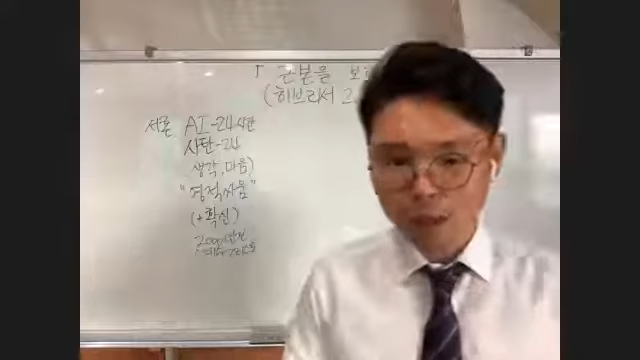 「근본을 보
(히브리서 2
서론 AI-24시간
사탄-24
생각, 마음)
"영적싸움"
(+확신)